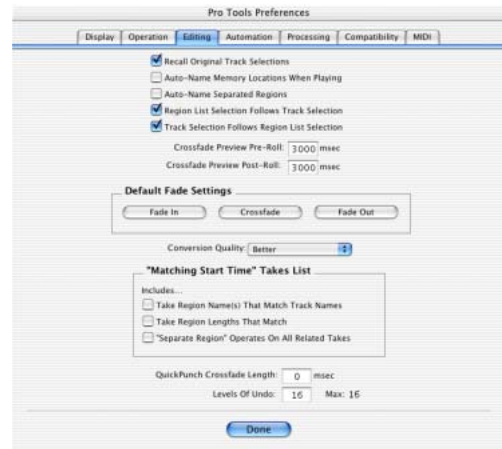 Pro Tools Preferences
Display Operation Editing Automation Processing Compatibility MIDI
Recall Original Track Selections
Auto-Name Memory Locations When Playing
Auto-Name Separated Regions
Region List Selection Follows Track Selection
Track Selection Follows Region List Selection
Crossfade Preview Pre-Roll: 3000 msec
Crossfade Preview Post-Roll: 3000 msec
Default Fade Settings
Fade In Crossfade Fade Out
Conversion Quality: Better
"Matching Start Time" Takes List
Includes...
Take Region Name(s) That Match Track Names
Take Region Lengths That Match
"Separate Region" Operates On All Related Takes
QuickPunch Crossfade Length: 0 msec
Levels Of Undo: 16 Max: 16
Done